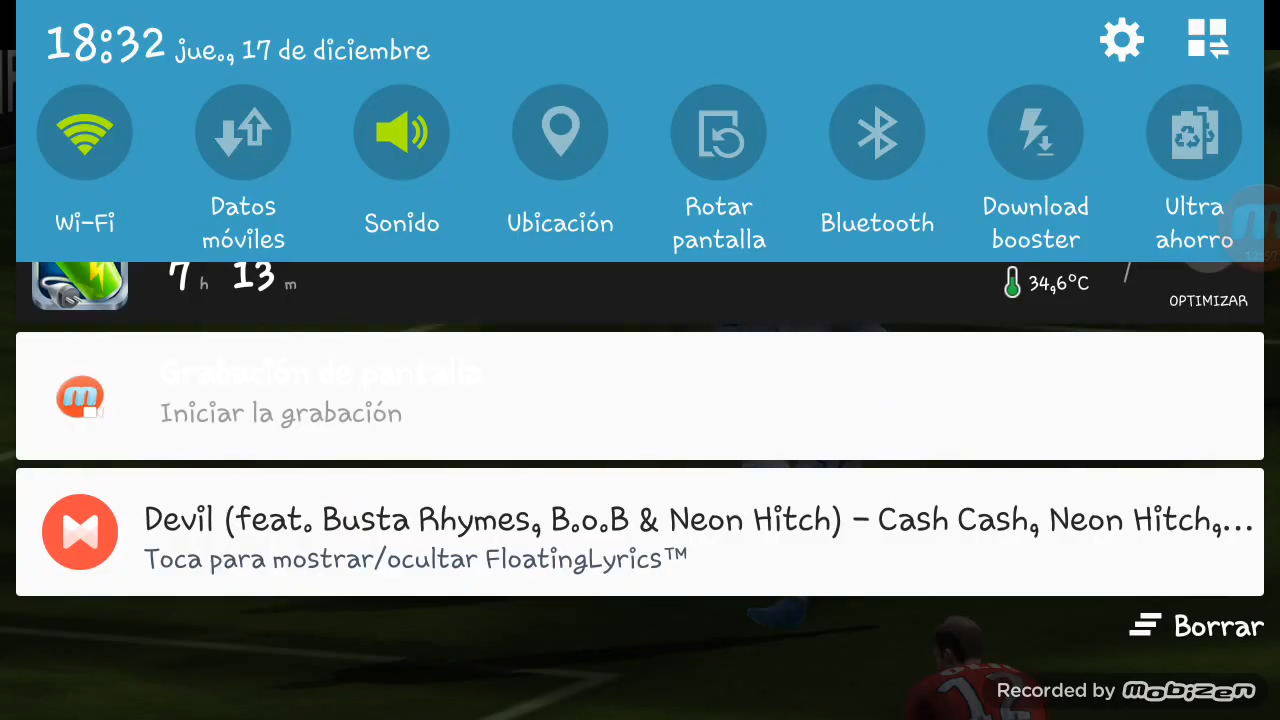 18:32 jue., 17 de diciembre
Wi-Fi
Datos móviles
Sonido
Ubicación
Rotar pantalla
Bluetooth
Download booster
Ultra ahorro
7 h 13 m
34,6°C
OPTIMIZAR
Grabación de pantalla
Iniciar la grabación
Devil (feat. Busta Rhymes, B.o.B & Neon Hitch) – Cash Cash, Neon Hitch,...
Toca para mostrar/ocultar FloatingLyrics™
Borrar
12
Recorded by mobizen